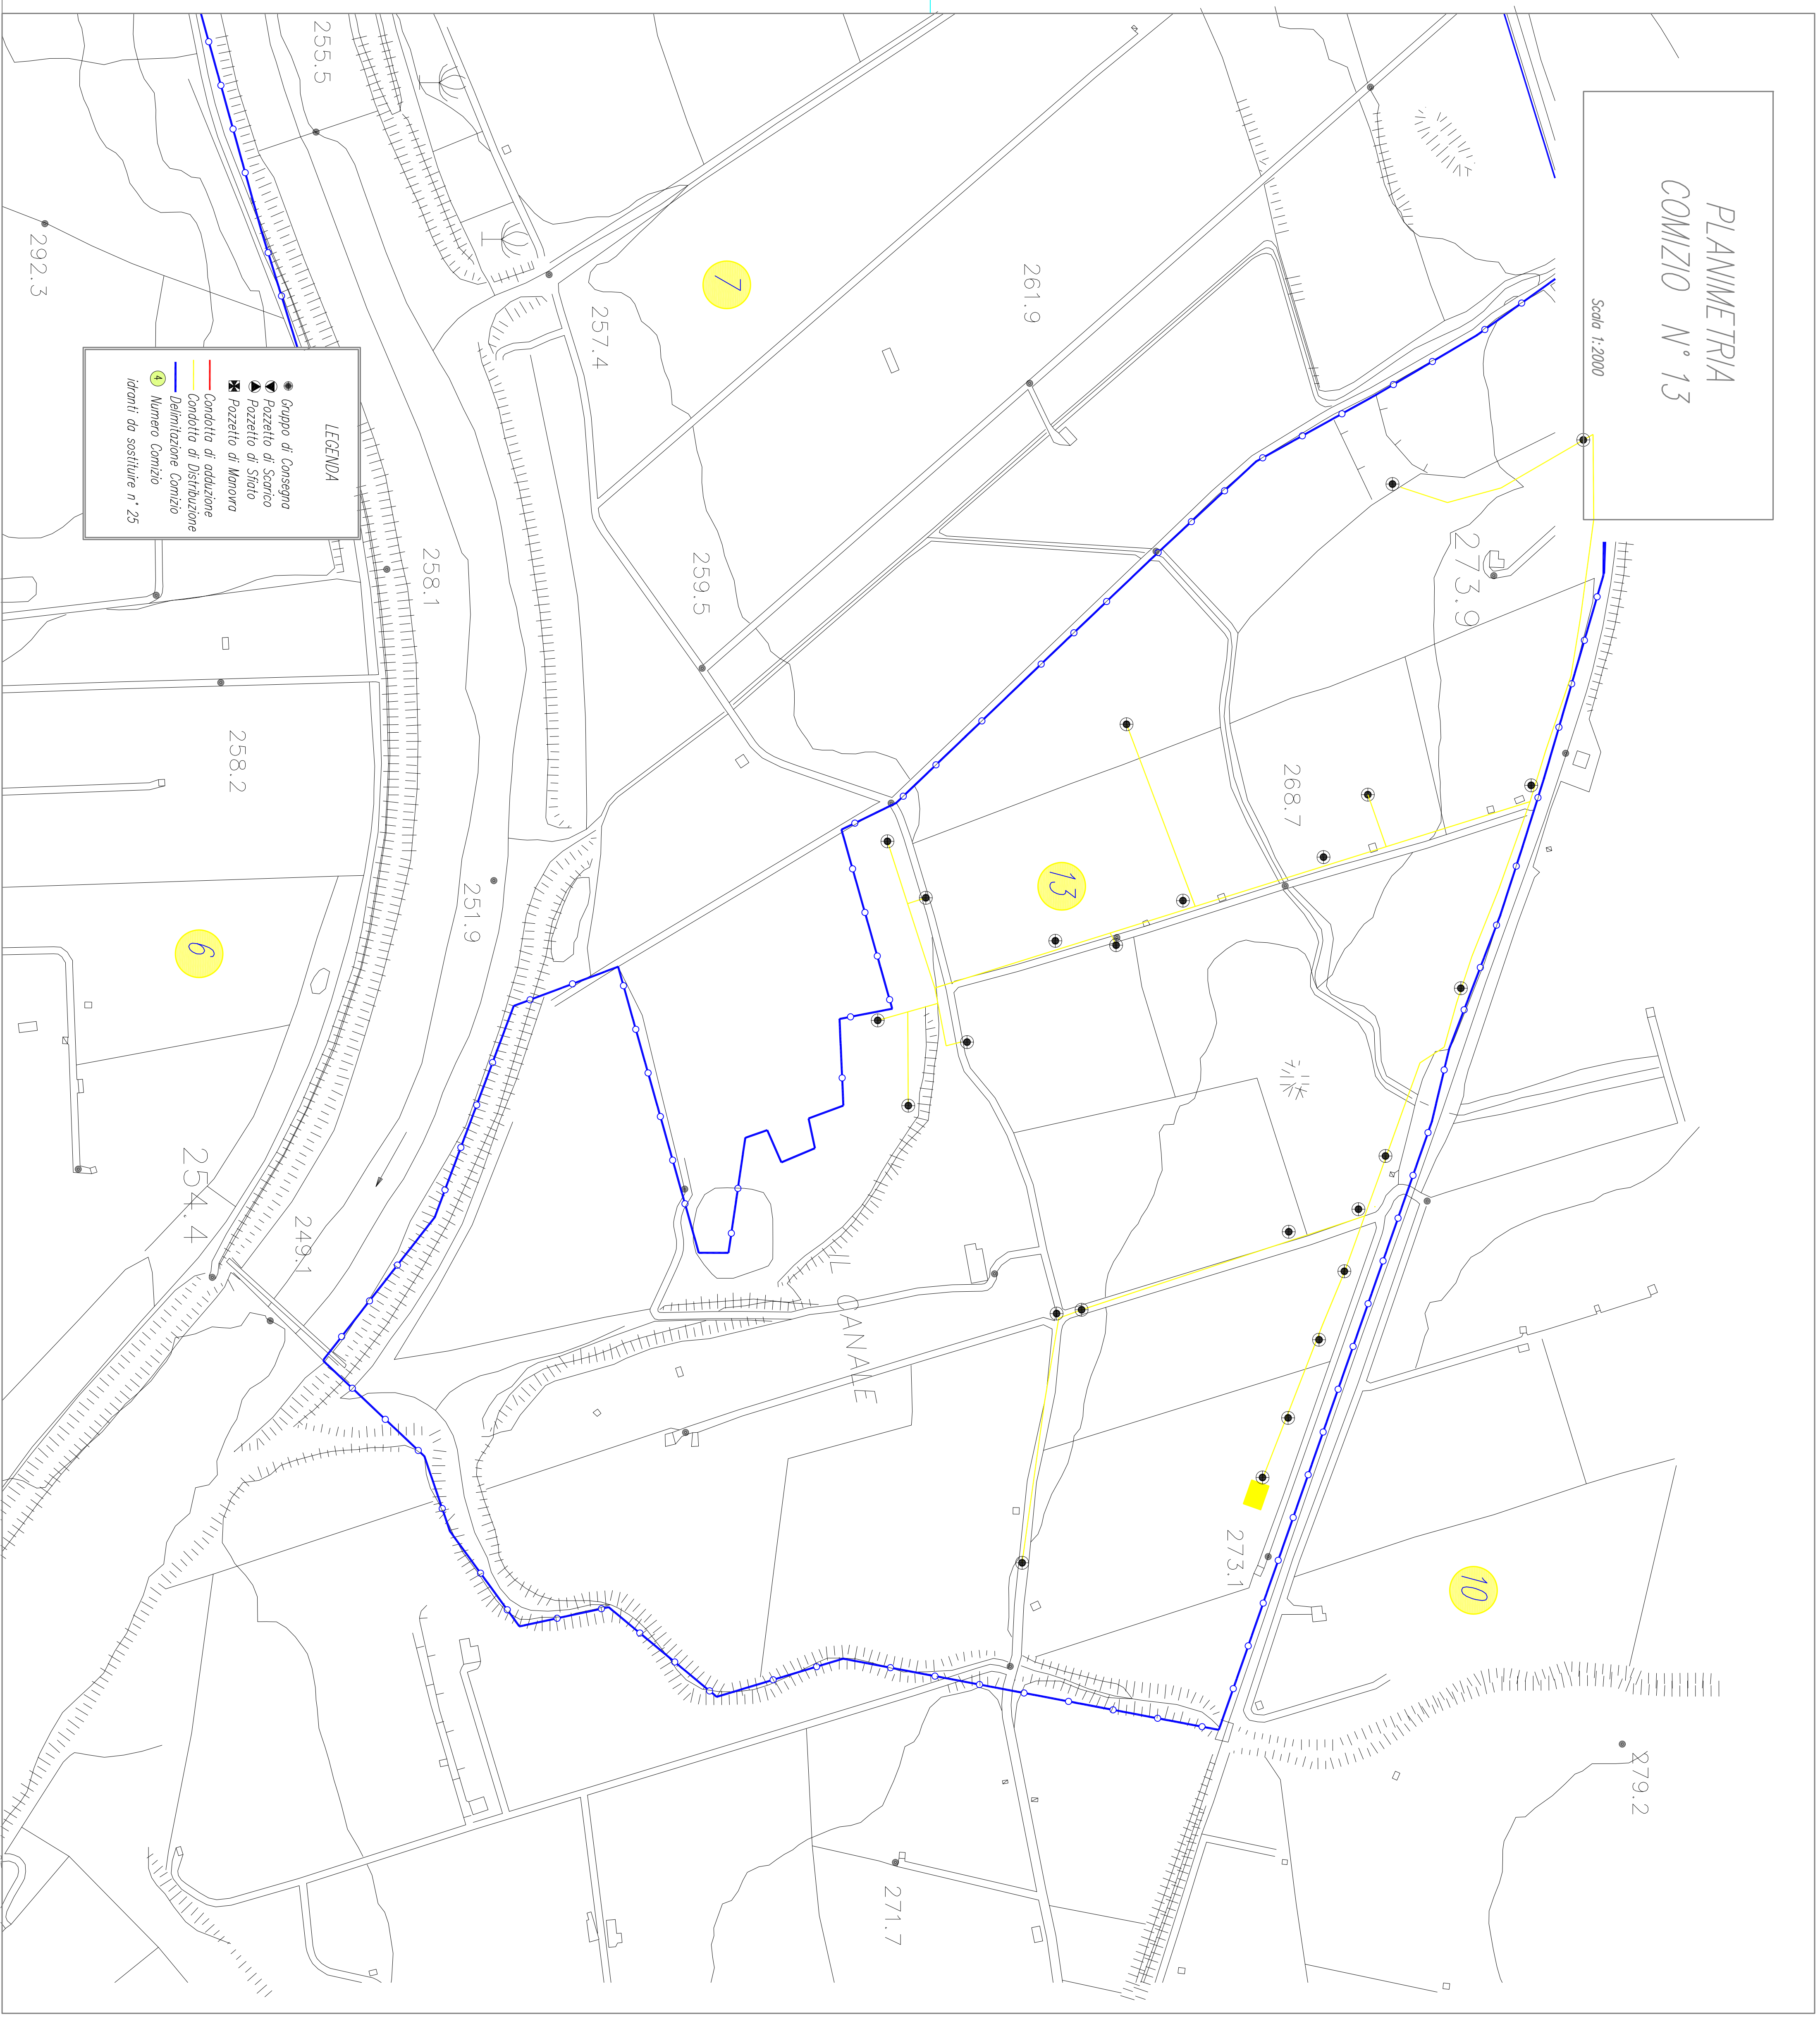 PLANIMETRIA
COMIZIO N° 13
Scala 1:2000
273.9
261.9
7
257.4
255.5
292.3
LEGENDA
Gruppo di Consegna
Pozzetto di Scarico
Pozzetto di Sfiato
Pozzetto di Manovra
Condotta di adduzione
Condotta di Distribuzione
Delimitazione Comizio
4 Numero Comizio
idranti da sostituire n° 25
258.1
259.5
258.2
268.7
13
251.9
6
254.4
249.1
IL CANALE
273.1
10
279.2
271.7